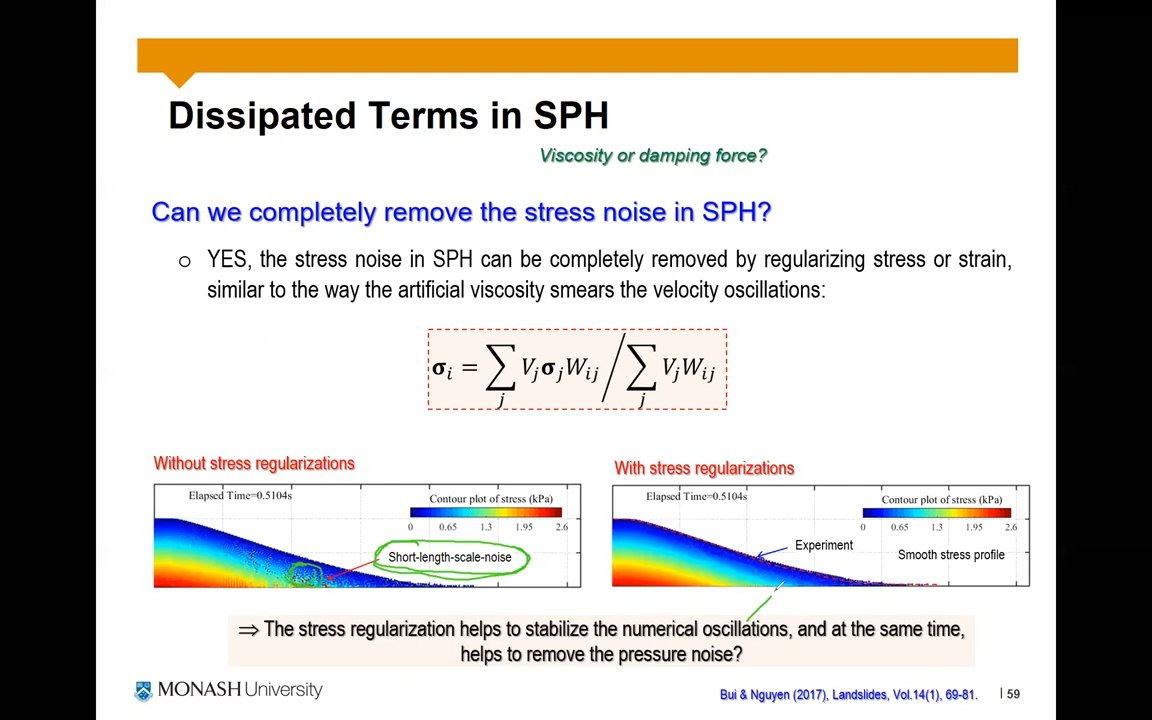 Dissipated Terms in SPH
Viscosity or damping force?
Can we completely remove the stress noise in SPH?
o YES, the stress noise in SPH can be completely removed by regularizing stress or strain,
similar to the way the artificial viscosity smears the velocity oscillations:
σᵢ = ∑ⱼ VⱼσⱼWᵢⱼ / ∑ⱼ VⱼWᵢⱼ
Without stress regularizations
Elapsed Time=0.5104s
Contour plot of stress (kPa)
0 0.65 1.3 1.95 2.6
Short-length-scale-noise
With stress regularizations
Elapsed Time=0.5104s
Contour plot of stress (kPa)
0 0.65 1.3 1.95 2.6
Experiment
Smooth stress profile
⇒ The stress regularization helps to stabilize the numerical oscillations, and at the same time,
helps to remove the pressure noise?
MONASH University
Bui & Nguyen (2017), Landslides, Vol.14(1), 69-81.
59